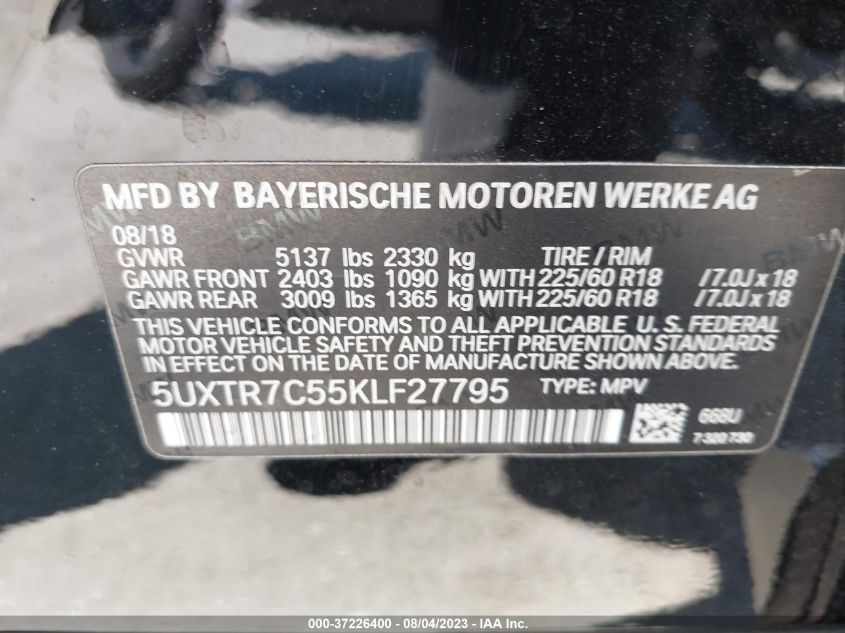 MFD BY BAYERISCHE MOTOREN WERKE AG
08/18
GVWR 5137 lbs 2330 kg TIRE / RIM
GAWR FRONT 2403 lbs 1090 kg WITH 225/60 R18 / 7.0J x 18
GAWR REAR 3009 lbs 1365 kg WITH 225/60 R18 / 7.0J x 18
THIS VEHICLE CONFORMS TO ALL APPLICABLE U. S. FEDERAL
MOTOR VEHICLE SAFETY AND THEFT PREVENTION STANDARDS
IN EFFECT ON THE DATE OF MANUFACTURE SHOWN ABOVE.
5UXTR7C55KLF27795 TYPE: MPV
668U
7 320 730
BMW
BMW
000-37226400 - 08/04/2023 - IAA Inc.